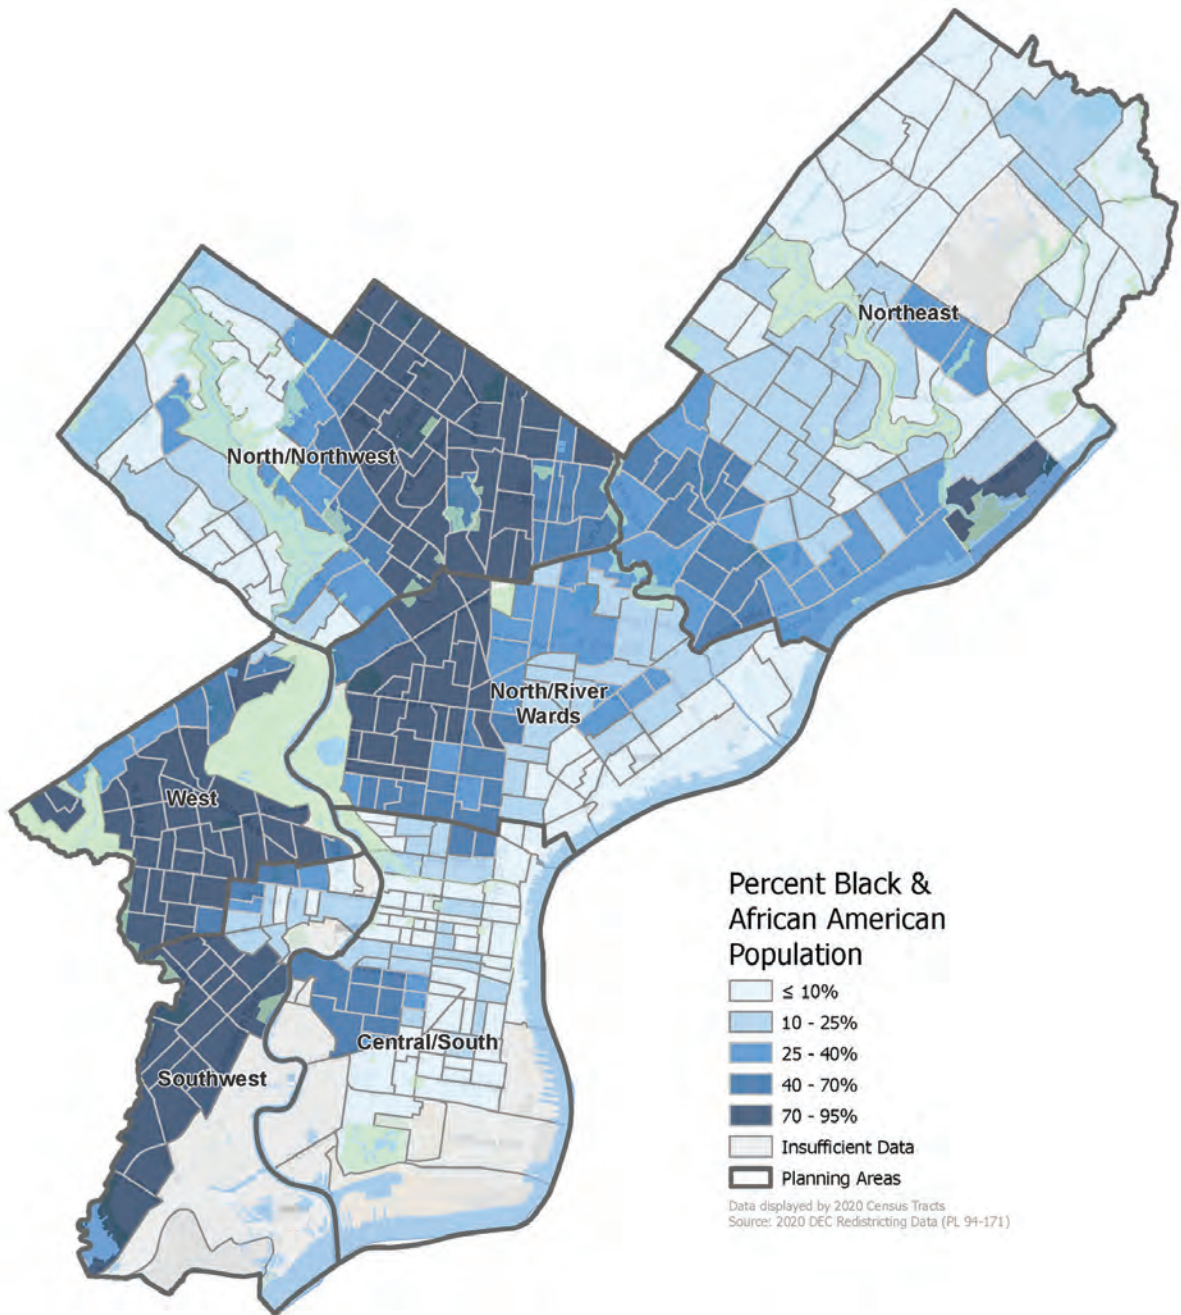 Northeast
North/Northwest
North/River
Wards
West
Central/South
Southwest
Percent Black &
African American
Population
≤ 10%
10 - 25%
25 - 40%
40 - 70%
70 - 95%
Insufficient Data
Planning Areas
Data displayed by 2020 Census Tracts
Source: 2020 DEC Redistricting Data (PL 94-171)